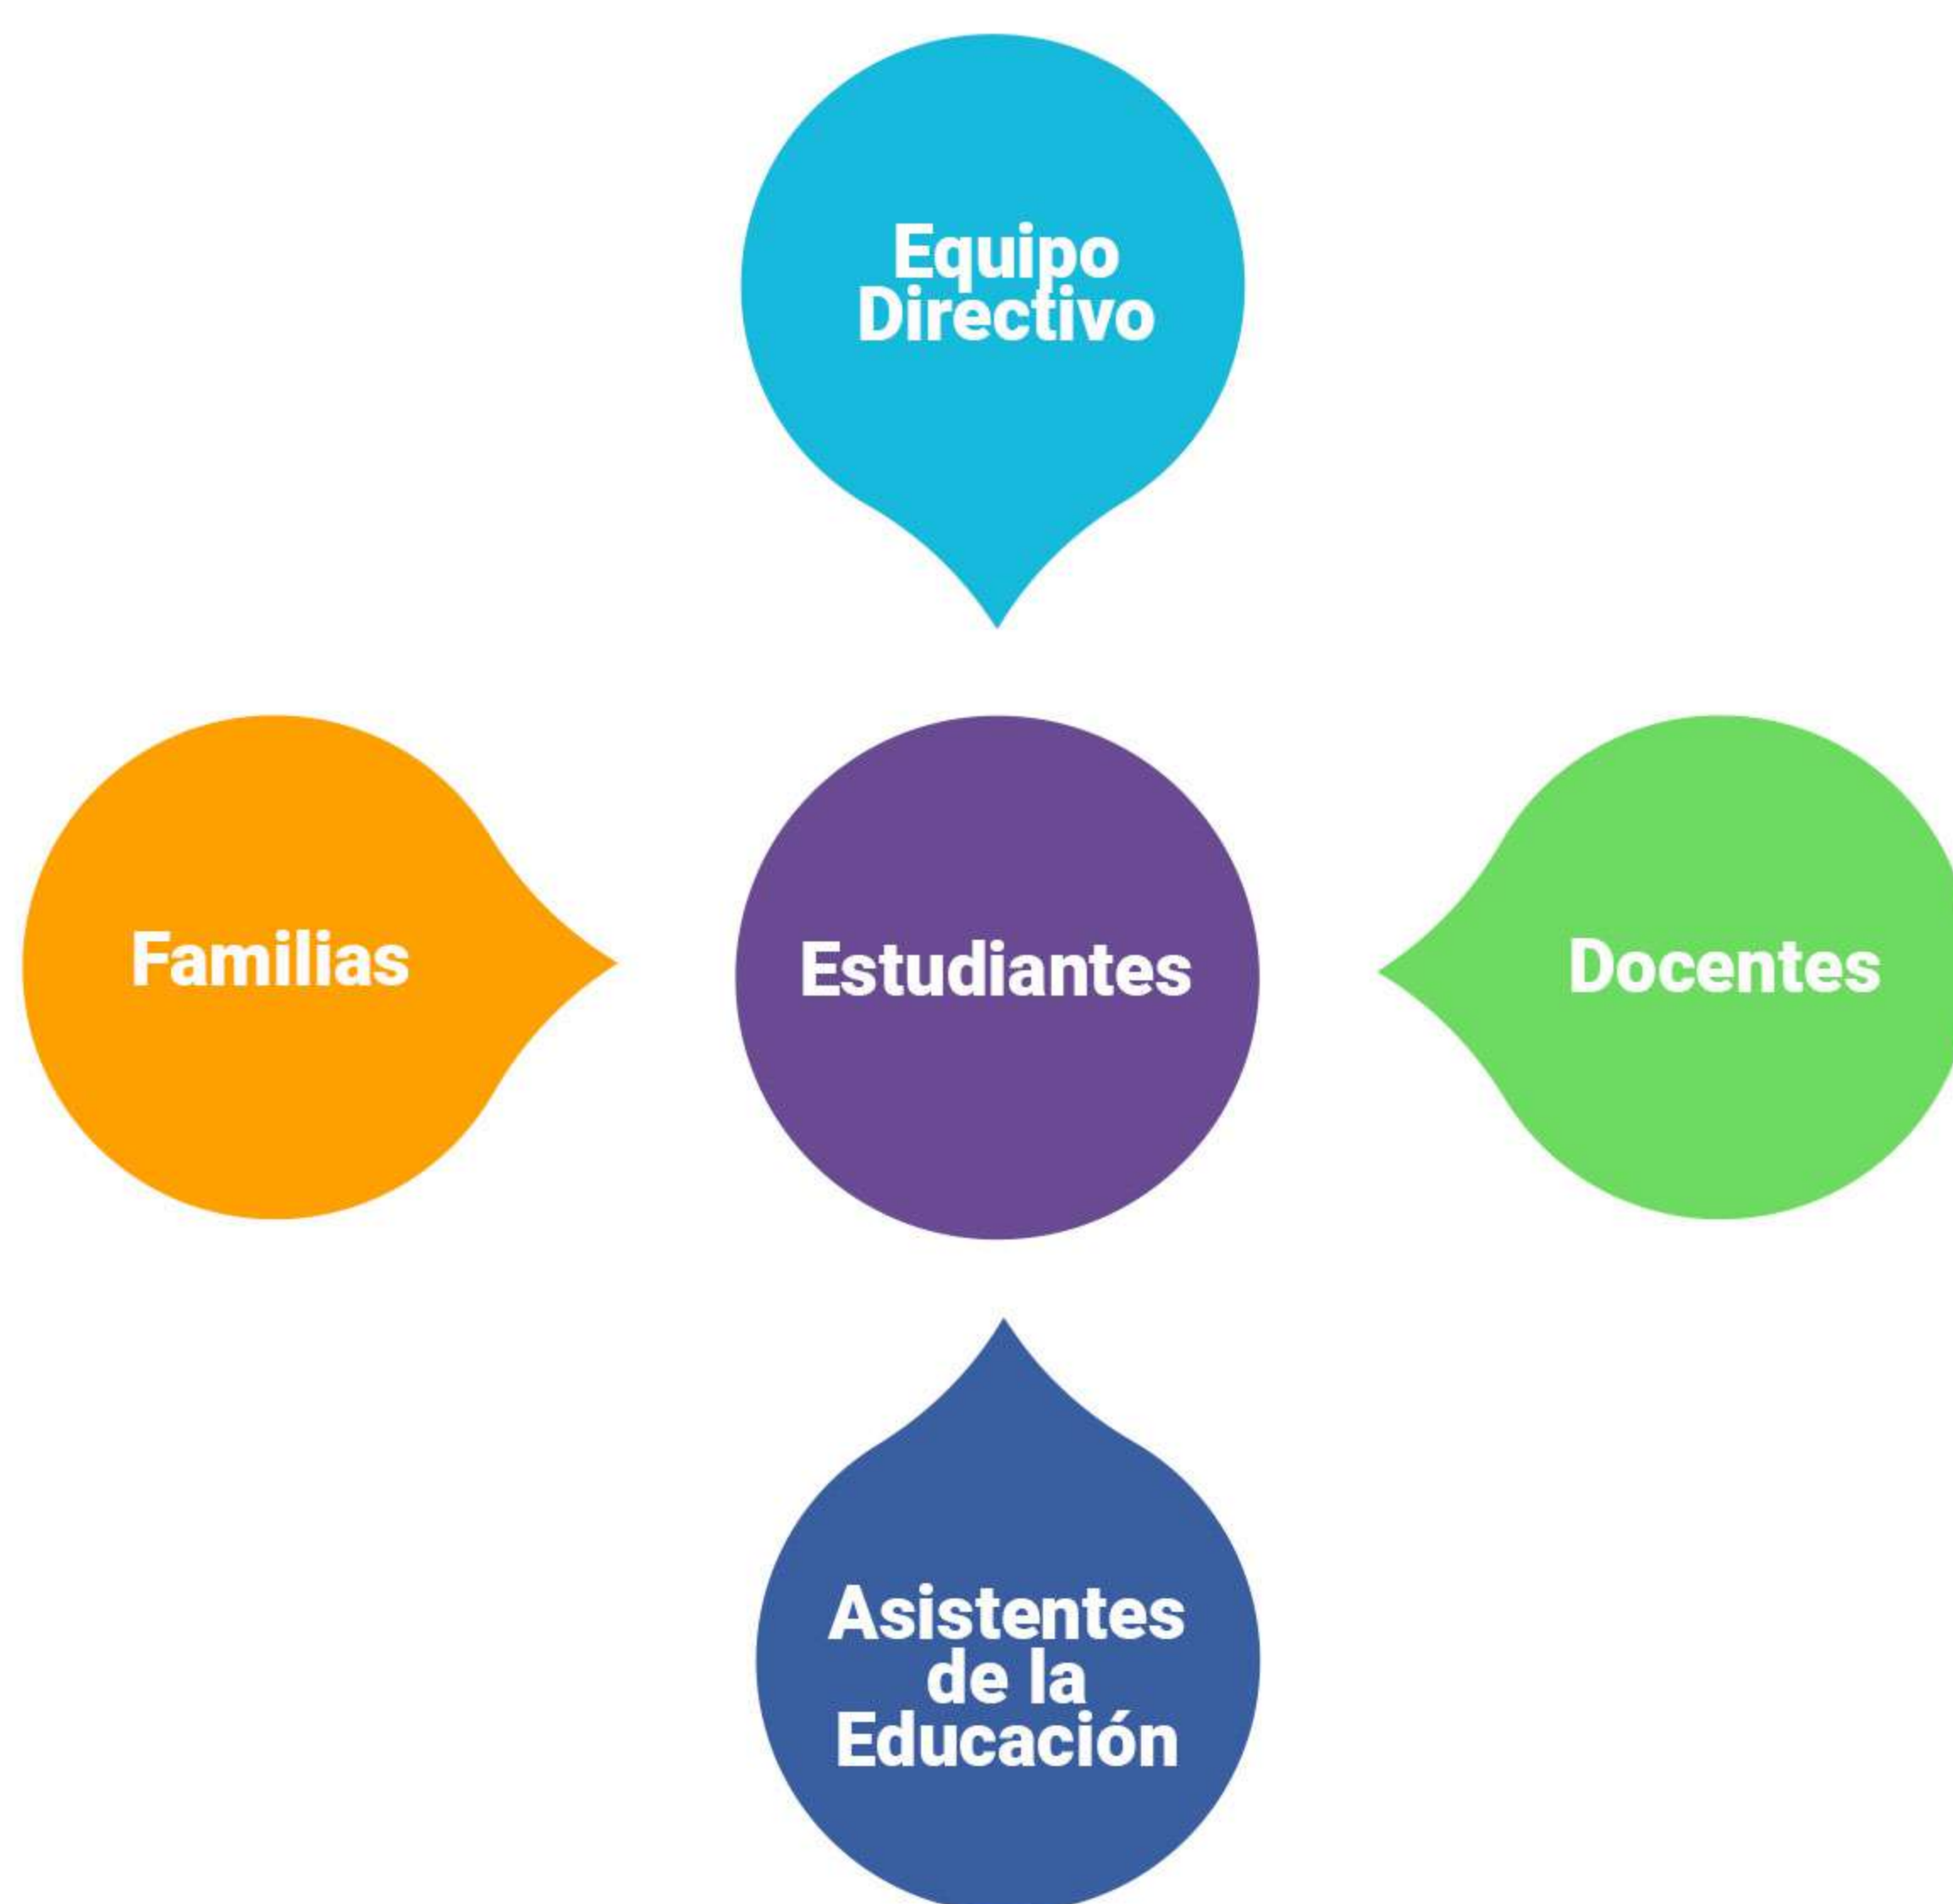 Equipo
Directivo
Familias
Estudiantes
Docentes
Asistentes
de la
Educación